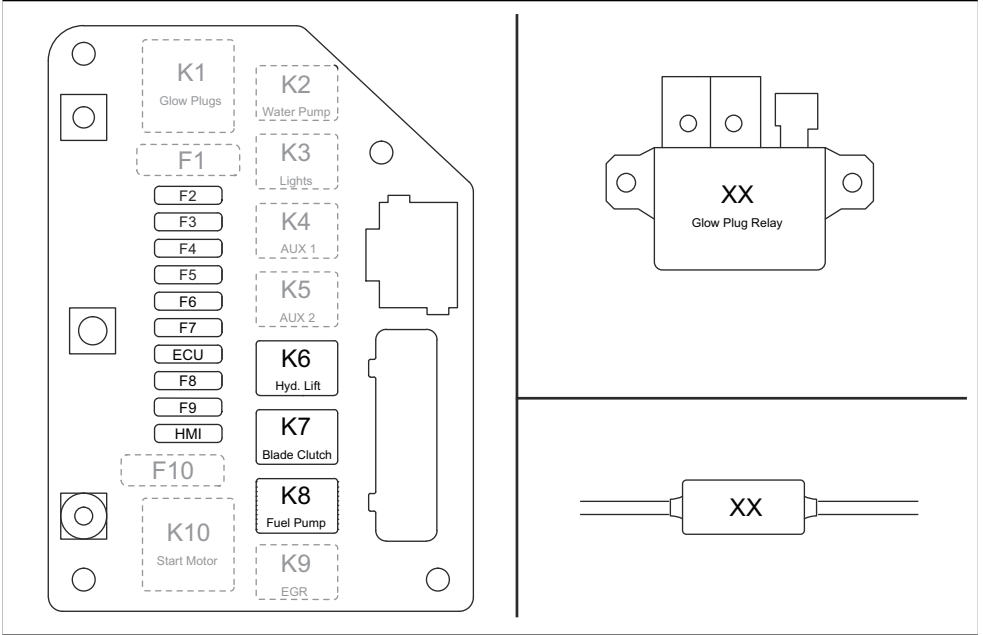 K1
Glow Plugs
F1
F2
F3
F4
F5
F6
F7
ECU
F8
F9
HMI
F10
K10
Start Motor
K2
Water Pump
K3
Lights
K4
AUX 1
K5
AUX 2
K6
Hyd. Lift
K7
Blade Clutch
K8
Fuel Pump
K9
EGR
XX
Glow Plug Relay
XX